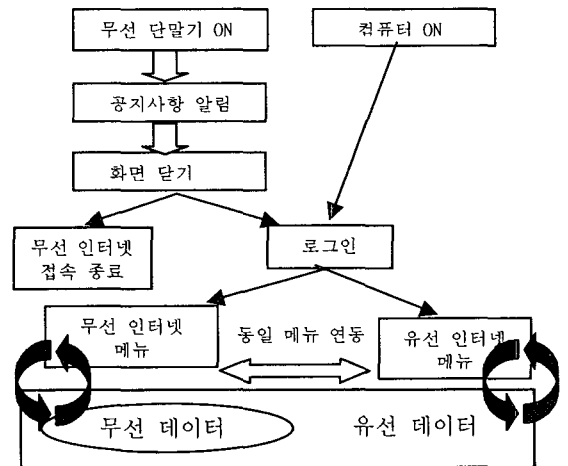 무선 단말기 ON
컴퓨터 ON
공지사항 알림
화면 닫기
무선 인터넷
접속 종료
로그인
무선 인터넷
메뉴
동일 메뉴 연동
유선 인터넷
메뉴
무선 데이터
유선 데이터